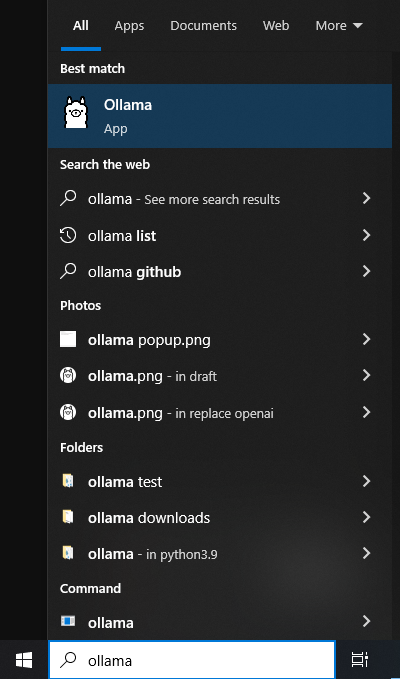 All Apps Documents Web More
Best match
Ollama
App
Search the web
ollama - See more search results
ollama list
ollama github
Photos
ollama popup.png
ollama.png - in draft
ollama.png - in replace openai
Folders
ollama test
ollama downloads
ollama - in python3.9
Command
ollama
ollama